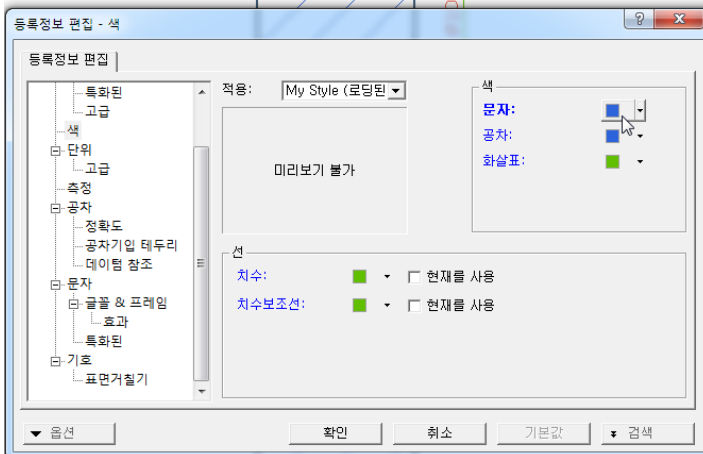 등록정보 편집 - 색
등록정보 편집
특화된
고급
색
단위
고급
측정
공차
정확도
공차기입 테두리
데이텀 참조
문자
글꼴 & 프레임
효과
특화된
기호
표면거칠기
적용: My Style (로딩된
미리보기 불가
색
문자:
공차:
화살표:
선
치수: 현재를 사용
치수보조선: 현재를 사용
옵션 확인 취소 기본값 검색